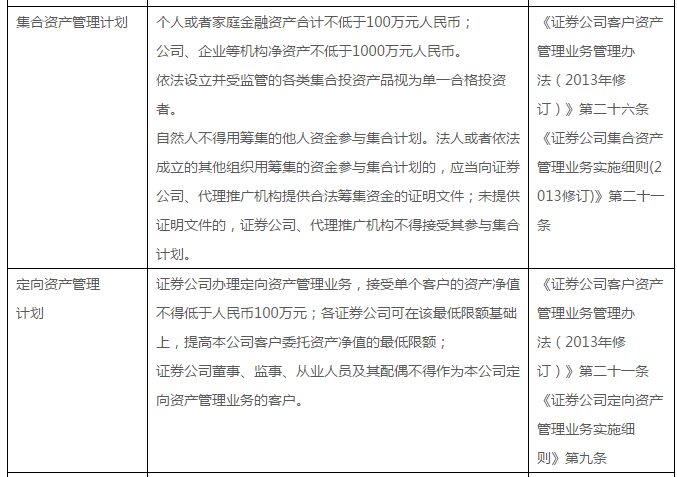 集合资产管理计划
个人或者家庭金融资产合计不低于100万元人民币；
公司、企业等机构净资产不低于1000万元人民币。
依法设立并受监管的各类集合投资产品视为单一合格投资
者。
自然人不得用筹集的他人资金参与集合计划。法人或者依法
成立的其他组织用筹集的资金参与集合计划的，应当向证券
公司、代理推广机构提供合法筹集资金的证明文件；未提供
证明文件的，证券公司、代理推广机构不得接受其参与集合
计划。
《证券公司客户资产
管理业务管理办
法（2013年修
订）》第二十六条
《证券公司集合资产
管理业务实施细则(2
013修订)》第二十一
条
定向资产管理
计划
证券公司办理定向资产管理业务，接受单个客户的资产净值
不得低于人民币100万元；各证券公司可在该最低限额基础
上，提高本公司客户委托资产净值的最低限额；
证券公司董事、监事、从业人员及其配偶不得作为本公司定
向资产管理业务的客户。
《证券公司客户资产
管理业务管理办
法（2013年修
订）》第二十一条
《证券公司定向资产
管理业务实施细
则》第九条